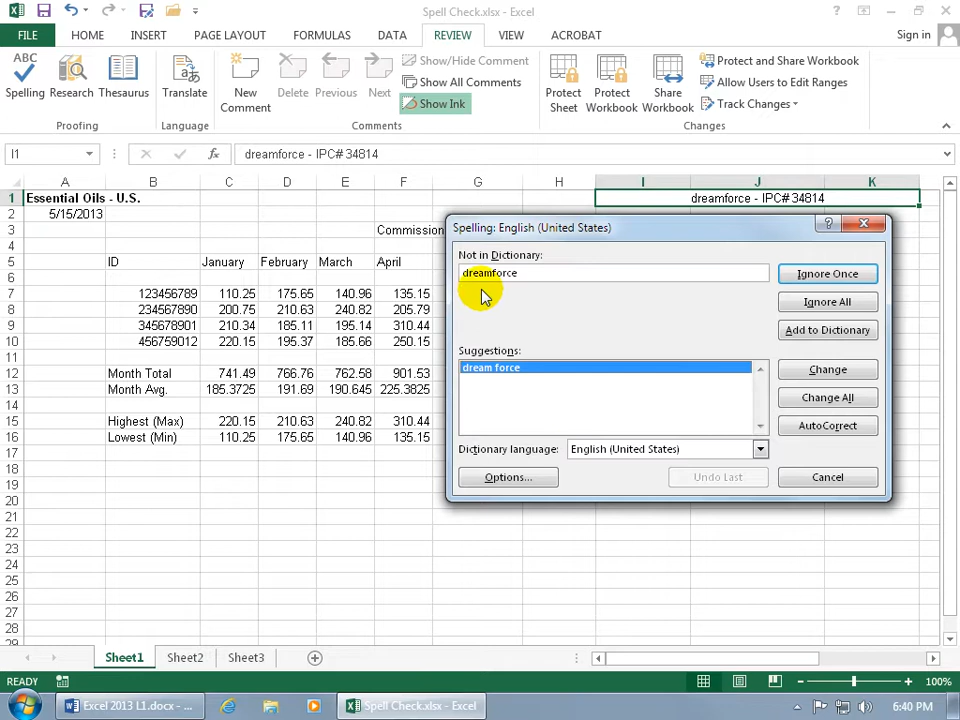 Spell Check.xlsx - Excel
FILE HOME INSERT PAGE LAYOUT FORMULAS DATA REVIEW VIEW ACROBAT Sign in
ABC
Spelling Research Thesaurus
Proofing
Translate
Language
New Comment Delete Previous Next
Show/Hide Comment
Show All Comments
Show Ink
Comments
Protect Sheet Protect Workbook Share Workbook
Protect and Share Workbook
Allow Users to Edit Ranges
Track Changes
Changes
I1 fx dreamforce - IPC# 34814
A B C D E F G H I J K
1 Essential Oils - U.S. dreamforce - IPC# 34814
2 5/15/2013
3 Commission
4
5 ID January February March April
6
7 123456789 110.25 175.65 140.96 135.15
8 234567890 200.75 210.63 240.82 205.79
9 345678901 210.34 185.11 195.14 310.44
10 456759012 220.15 195.37 185.66 250.15
11
12 Month Total 741.49 766.76 762.58 901.53
13 Month Avg. 185.3725 191.69 190.645 225.3825
14
15 Highest (Max) 220.15 210.63 240.82 310.44
16 Lowest (Min) 110.25 175.65 140.96 135.15
17
18
19
20
21
22
23
24
25
26
27
28
29
Spelling: English (United States)
Not in Dictionary:
dreamforce
Ignore Once
Ignore All
Add to Dictionary
Suggestions:
dream force
Change
Change All
AutoCorrect
Dictionary language: English (United States)
Options... Undo Last Cancel
Sheet1 Sheet2 Sheet3
READY 100%
Excel 2013 L1.docx - ... Spell Check.xlsx - Excel 6:40 PM